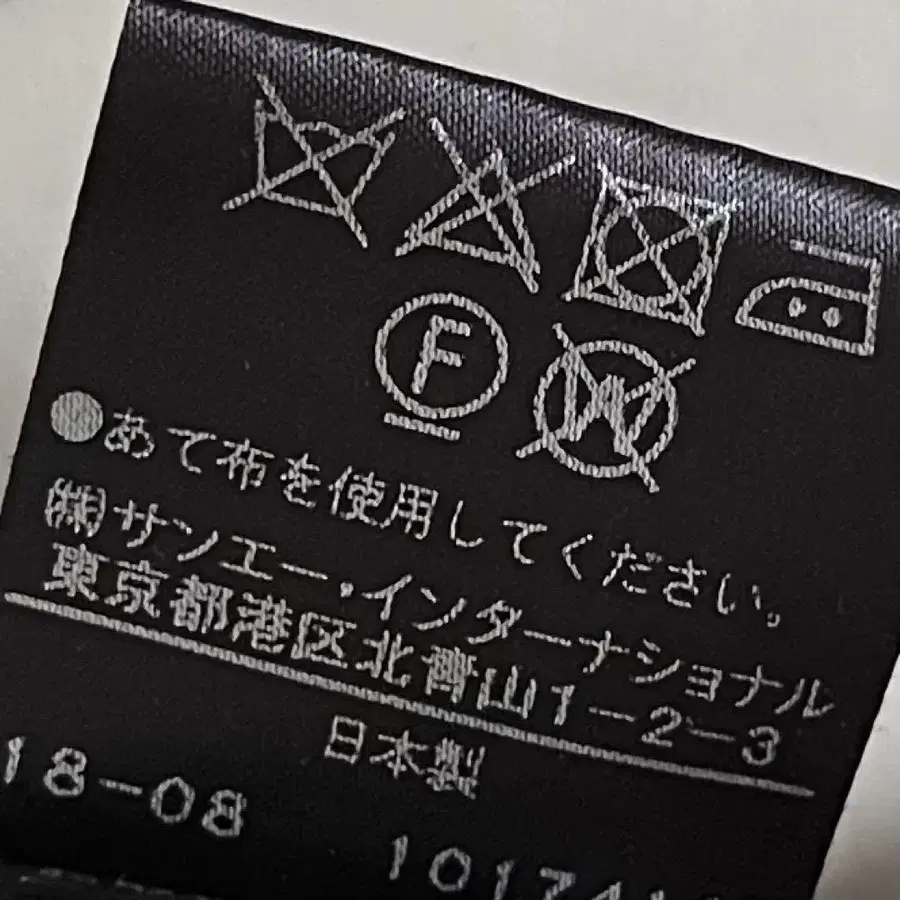 F W
●あて布を使用してください。
㈱サンエー・インターナショナル
東京都港区北青山1-2-3
日本製
18-08